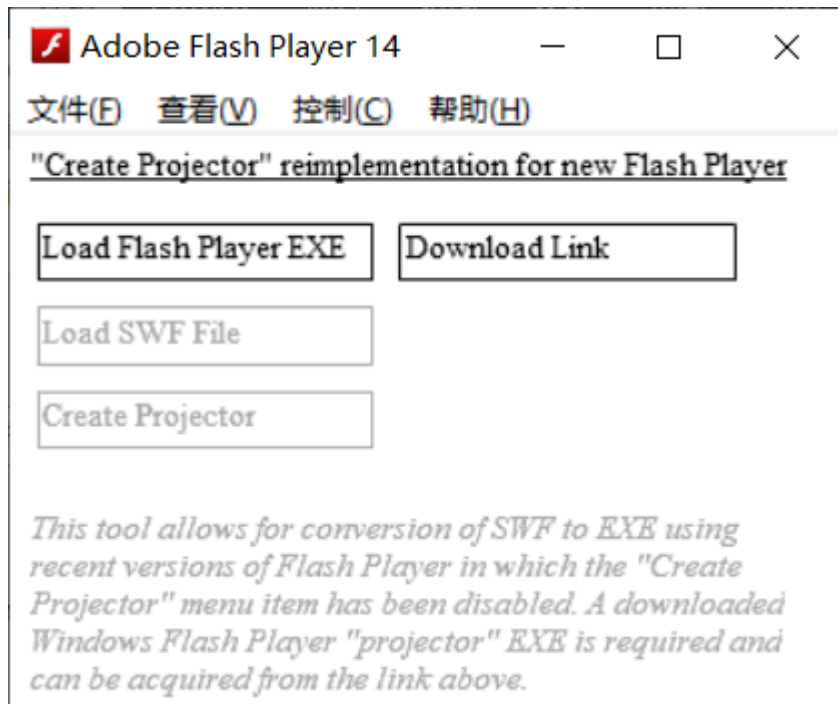 Adobe Flash Player 14
文件(F) 查看(V) 控制(C) 帮助(H)
"Create Projector" reimplementation for new Flash Player
Load Flash Player EXE Download Link
Load SWF File
Create Projector
This tool allows for conversion of SWF to EXE using
recent versions of Flash Player in which the "Create
Projector" menu item has been disabled. A downloaded
Windows Flash Player "projector" EXE is required and
can be acquired from the link above.